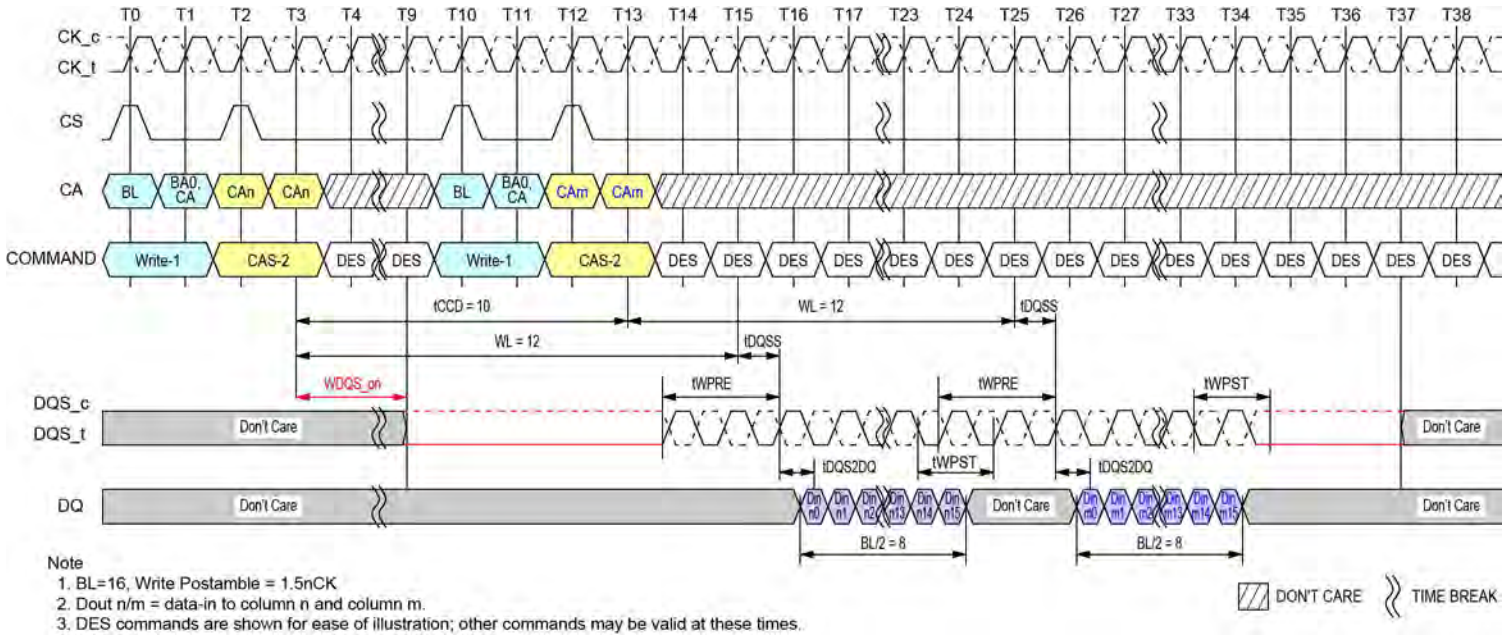 T0 T1 T2 T3 T4 T9 T10 T11 T12 T13 T14 T15 T16 T17 T23 T24 T25 T26 T27 T33 T34 T35 T36 T37 T38
CK_c
CK_t
CS
CA BL BA0, CA CAn CAn BL BA0, CA CAm CAm
COMMAND Write-1 CAS-2 DES DES Write-1 CAS-2 DES DES DES DES DES DES DES DES DES DES DES DES DES DES DES
tCCD = 10 WL = 12 tDQSS
WL = 12 tDQSS
WDQS_on tWPRE tWPRE tWPST
DQS_c
DQS_t Don't Care Don't Care
tDQS2DQ tWPST tDQS2DQ
DQ Don't Care Din n0 Din n1 Din n2 Din n13 Din n14 Din n15 Don't Care Din m0 Din m1 Din m2 Din m13 Din m14 Din m15 Don't Care
BL/2 = 8 BL/2 = 8
Note
1. BL=16, Write Postamble = 1.5nCK
2. Dout n/m = data-in to column n and column m.
3. DES commands are shown for ease of illustration; other commands may be valid at these times.
DON'T CARE TIME BREAK